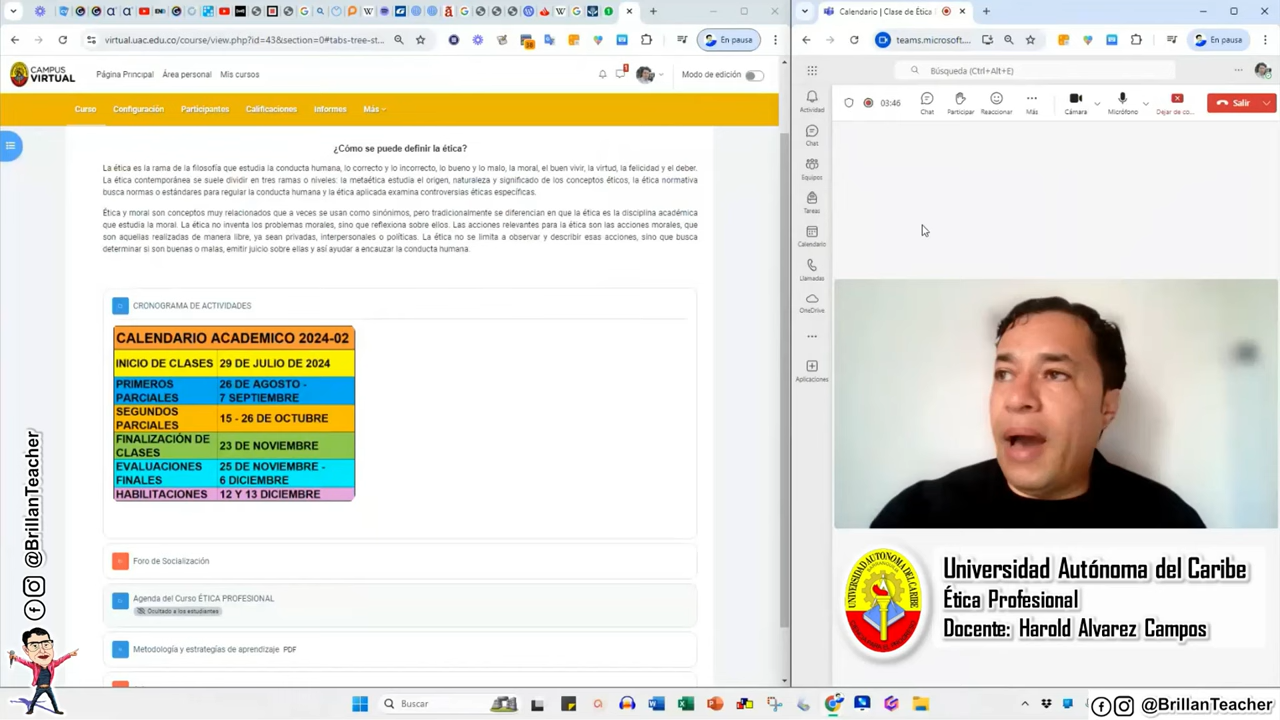 En pausa
Calendario | Clase de Ética
En pausa
virtual.uac.edu.co/course/view.php?id=43&section=0#tabs-tree-st...
teams.microsoft....
CAMPUS
VIRTUAL
Página Principal
Área personal
Mis cursos
Modo de edición
Búsqueda (Ctrl+Alt+E)
Curso
Configuración
Participantes
Calificaciones
Informes
Más
03:46
Chat
Participar
Reaccionar
Más
Cámara
Micrófono
Dejar de co...
Salir
Actividad
Chat
Equipos
Tareas
Calendario
Llamadas
OneDrive
Aplicaciones
¿Cómo se puede definir la ética?
La ética es la rama de la filosofía que estudia la conducta humana, lo correcto y lo incorrecto, lo bueno y lo malo, la moral, el buen vivir, la virtud, la felicidad y el deber.
La ética contemporánea se suele dividir en tres ramas o niveles: la metaética estudia el origen, naturaleza y significado de los conceptos éticos, la ética normativa
busca normas o estándares para regular la conducta humana y la ética aplicada examina controversias éticas específicas.
Ética y moral son conceptos muy relacionados que a veces se usan como sinónimos, pero tradicionalmente se diferencian en que la ética es la disciplina académica
que estudia la moral. La ética no inventa los problemas morales, sino que reflexiona sobre ellos. Las acciones relevantes para la ética son las acciones morales, que
son aquellas realizadas de manera libre, ya sean privadas, interpersonales o políticas. La ética no se limita a observar y describir esas acciones, sino que busca
determinar si son buenas o malas, emitir juicio sobre ellas y así ayudar a encauzar la conducta humana.
CRONOGRAMA DE ACTIVIDADES
CALENDARIO ACADEMICO 2024-02
INICIO DE CLASES 29 DE JULIO DE 2024
PRIMEROS PARCIALES 26 DE AGOSTO - 7 SEPTIEMBRE
SEGUNDOS PARCIALES 15 - 26 DE OCTUBRE
FINALIZACIÓN DE CLASES 23 DE NOVIEMBRE
EVALUACIONES FINALES 25 DE NOVIEMBRE - 6 DICIEMBRE
HABILITACIONES 12 Y 13 DICIEMBRE
Foro de Socialización
Agenda del Curso ÉTICA PROFESIONAL
Ocultado a los estudiantes
Metodología y estrategias de aprendizaje PDF
@BrillanTeacher
Universidad Autónoma del Caribe
Ética Profesional
Docente: Harold Alvarez Campos
UNIVERSIDAD AUTONOMA DEL CARIBE
Buscar
@BrillanTeacher